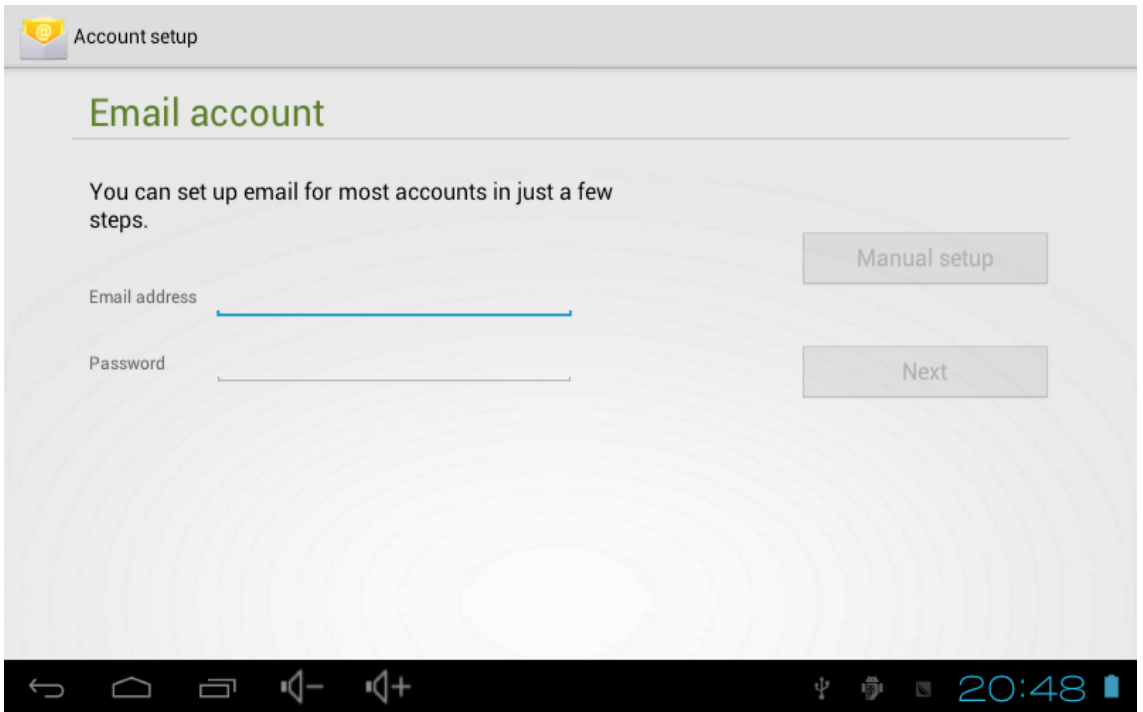 Account setup
Email account
You can set up email for most accounts in just a few
steps.
Manual setup
Email address
Password
Next
20:48